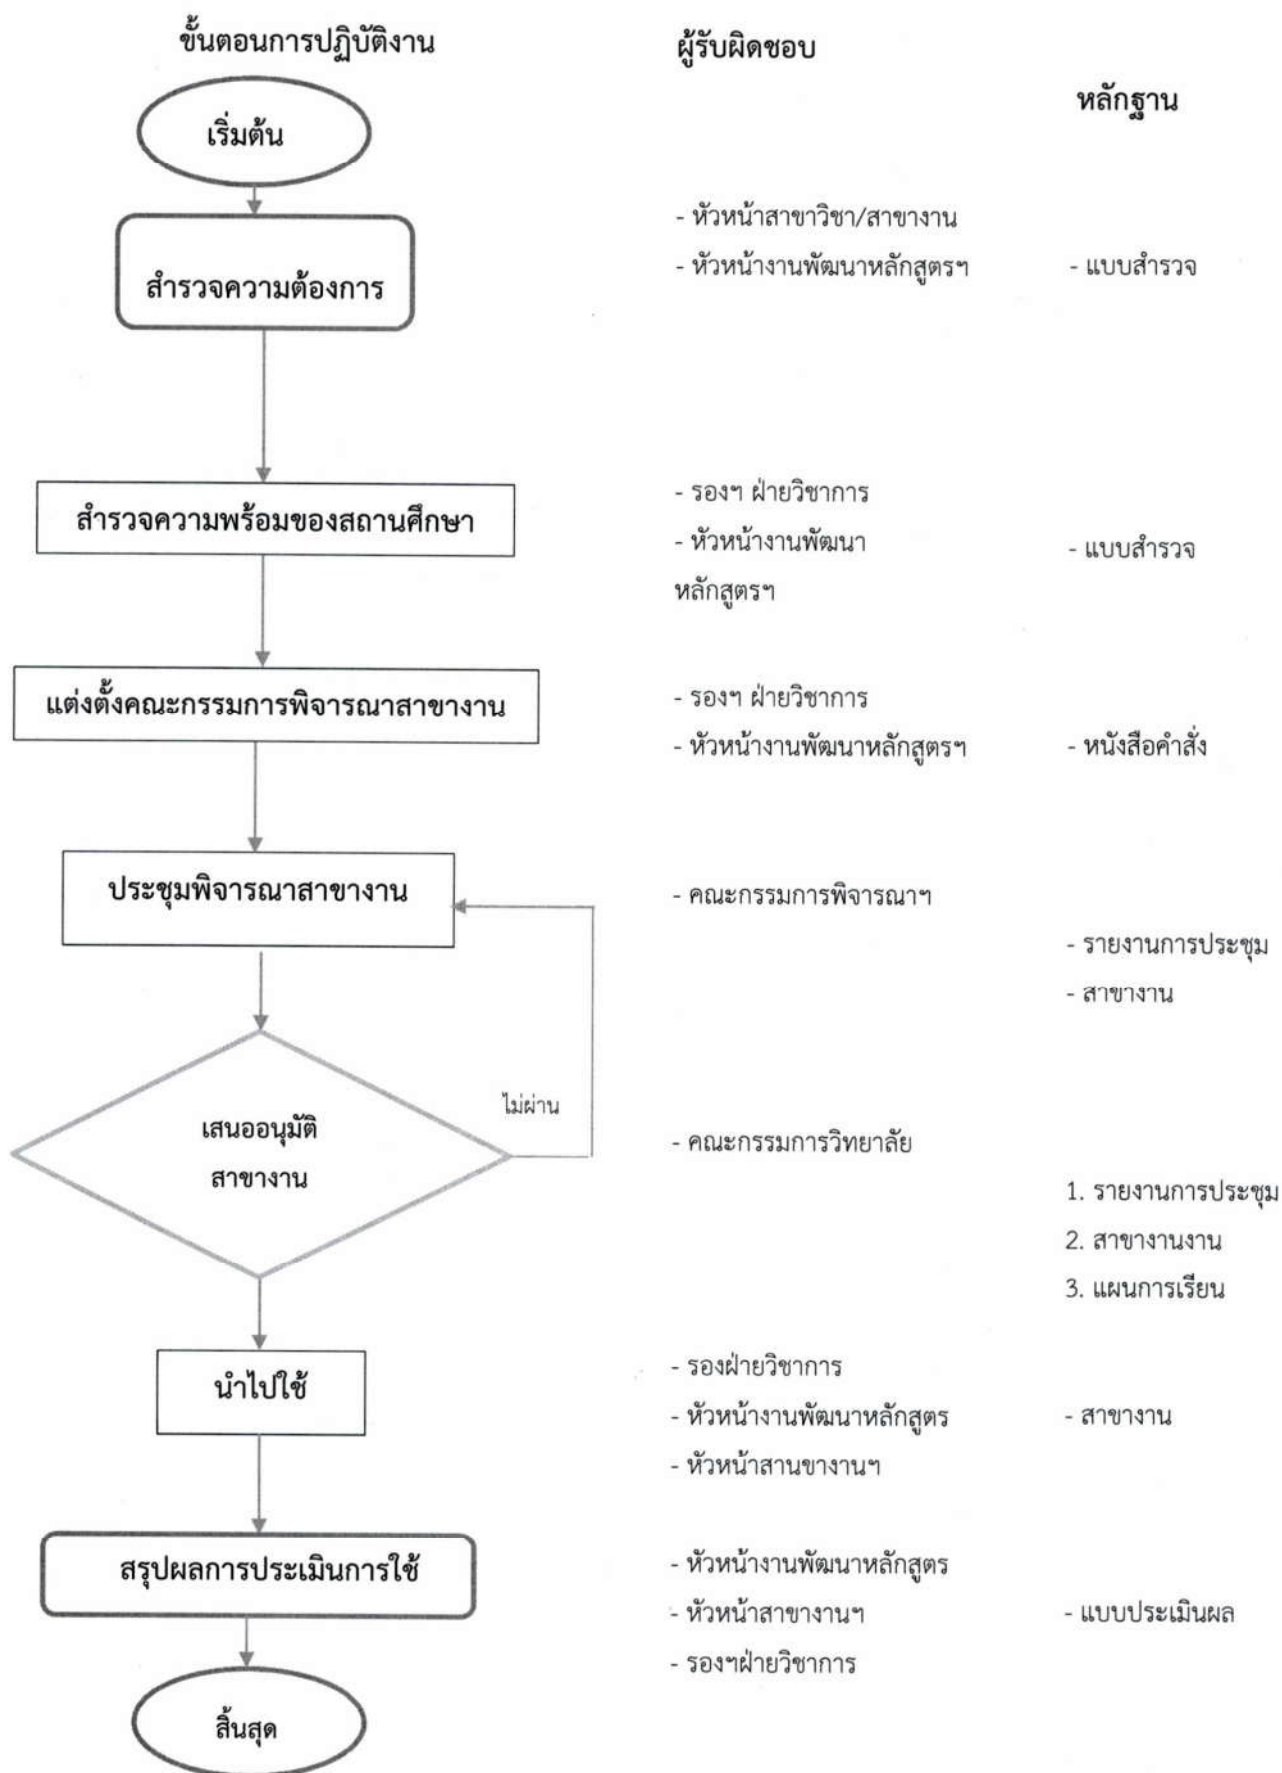 ขั้นตอนการปฏิบัติงาน
ผู้รับผิดชอบ
หลักฐาน
เริ่มต้น
สำรวจความต้องการ
- หัวหน้าสาขาวิชา/สาขางาน
- หัวหน้างานพัฒนาหลักสูตรฯ
- แบบสำรวจ
สำรวจความพร้อมของสถานศึกษา
- รองฯ ฝ่ายวิชาการ
- หัวหน้างานพัฒนา
หลักสูตรฯ
- แบบสำรวจ
แต่งตั้งคณะกรรมการพิจารณาสาขางาน
- รองฯ ฝ่ายวิชาการ
- หัวหน้างานพัฒนาหลักสูตรฯ
- หนังสือคำสั่ง
ประชุมพิจารณาสาขางาน
- คณะกรรมการพิจารณาฯ
- รายงานการประชุม
- สาขางาน
ไม่ผ่าน
เสนออนุมัติ
สาขางาน
- คณะกรรมการวิทยาลัย
1. รายงานการประชุม
2. สาขางานงาน
3. แผนการเรียน
นำไปใช้
- รองฝ่ายวิชาการ
- หัวหน้างานพัฒนาหลักสูตร
- หัวหน้าสานขางานฯ
- สาขางาน
สรุปผลการประเมินการใช้
- หัวหน้างานพัฒนาหลักสูตร
- หัวหน้าสาขางานฯ
- รองฯฝ่ายวิชาการ
- แบบประเมินผล
สิ้นสุด